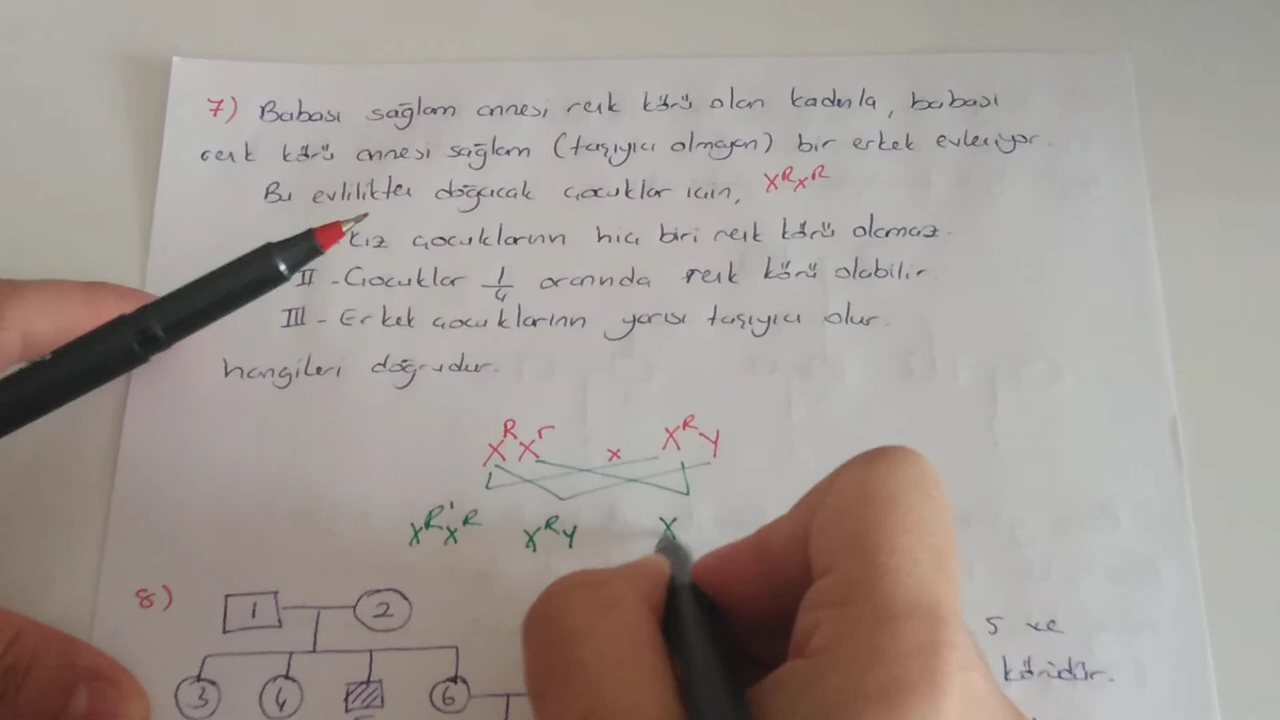 7) Babası sağlam annesi renk körü olan kadınla, babası
renk körü annesi sağlam (taşıyıcı olmayan) bir erkek evleniyor.
Bu evlilikten doğacak çocuklar için, XᴿXᴿ
kız çocuklarının hiç biri renk körü olamaz.
II - Çocuklar 1/4 oranında renk körü olabilir.
III - Erkek çocuklarının yarısı taşıyıcı olur.
hangileri doğrudur.
XᴿXʳ x XᴿY
XᴿXᴿ XᴿY X
8) 1 2
5 ve
3 4 6 köründür.